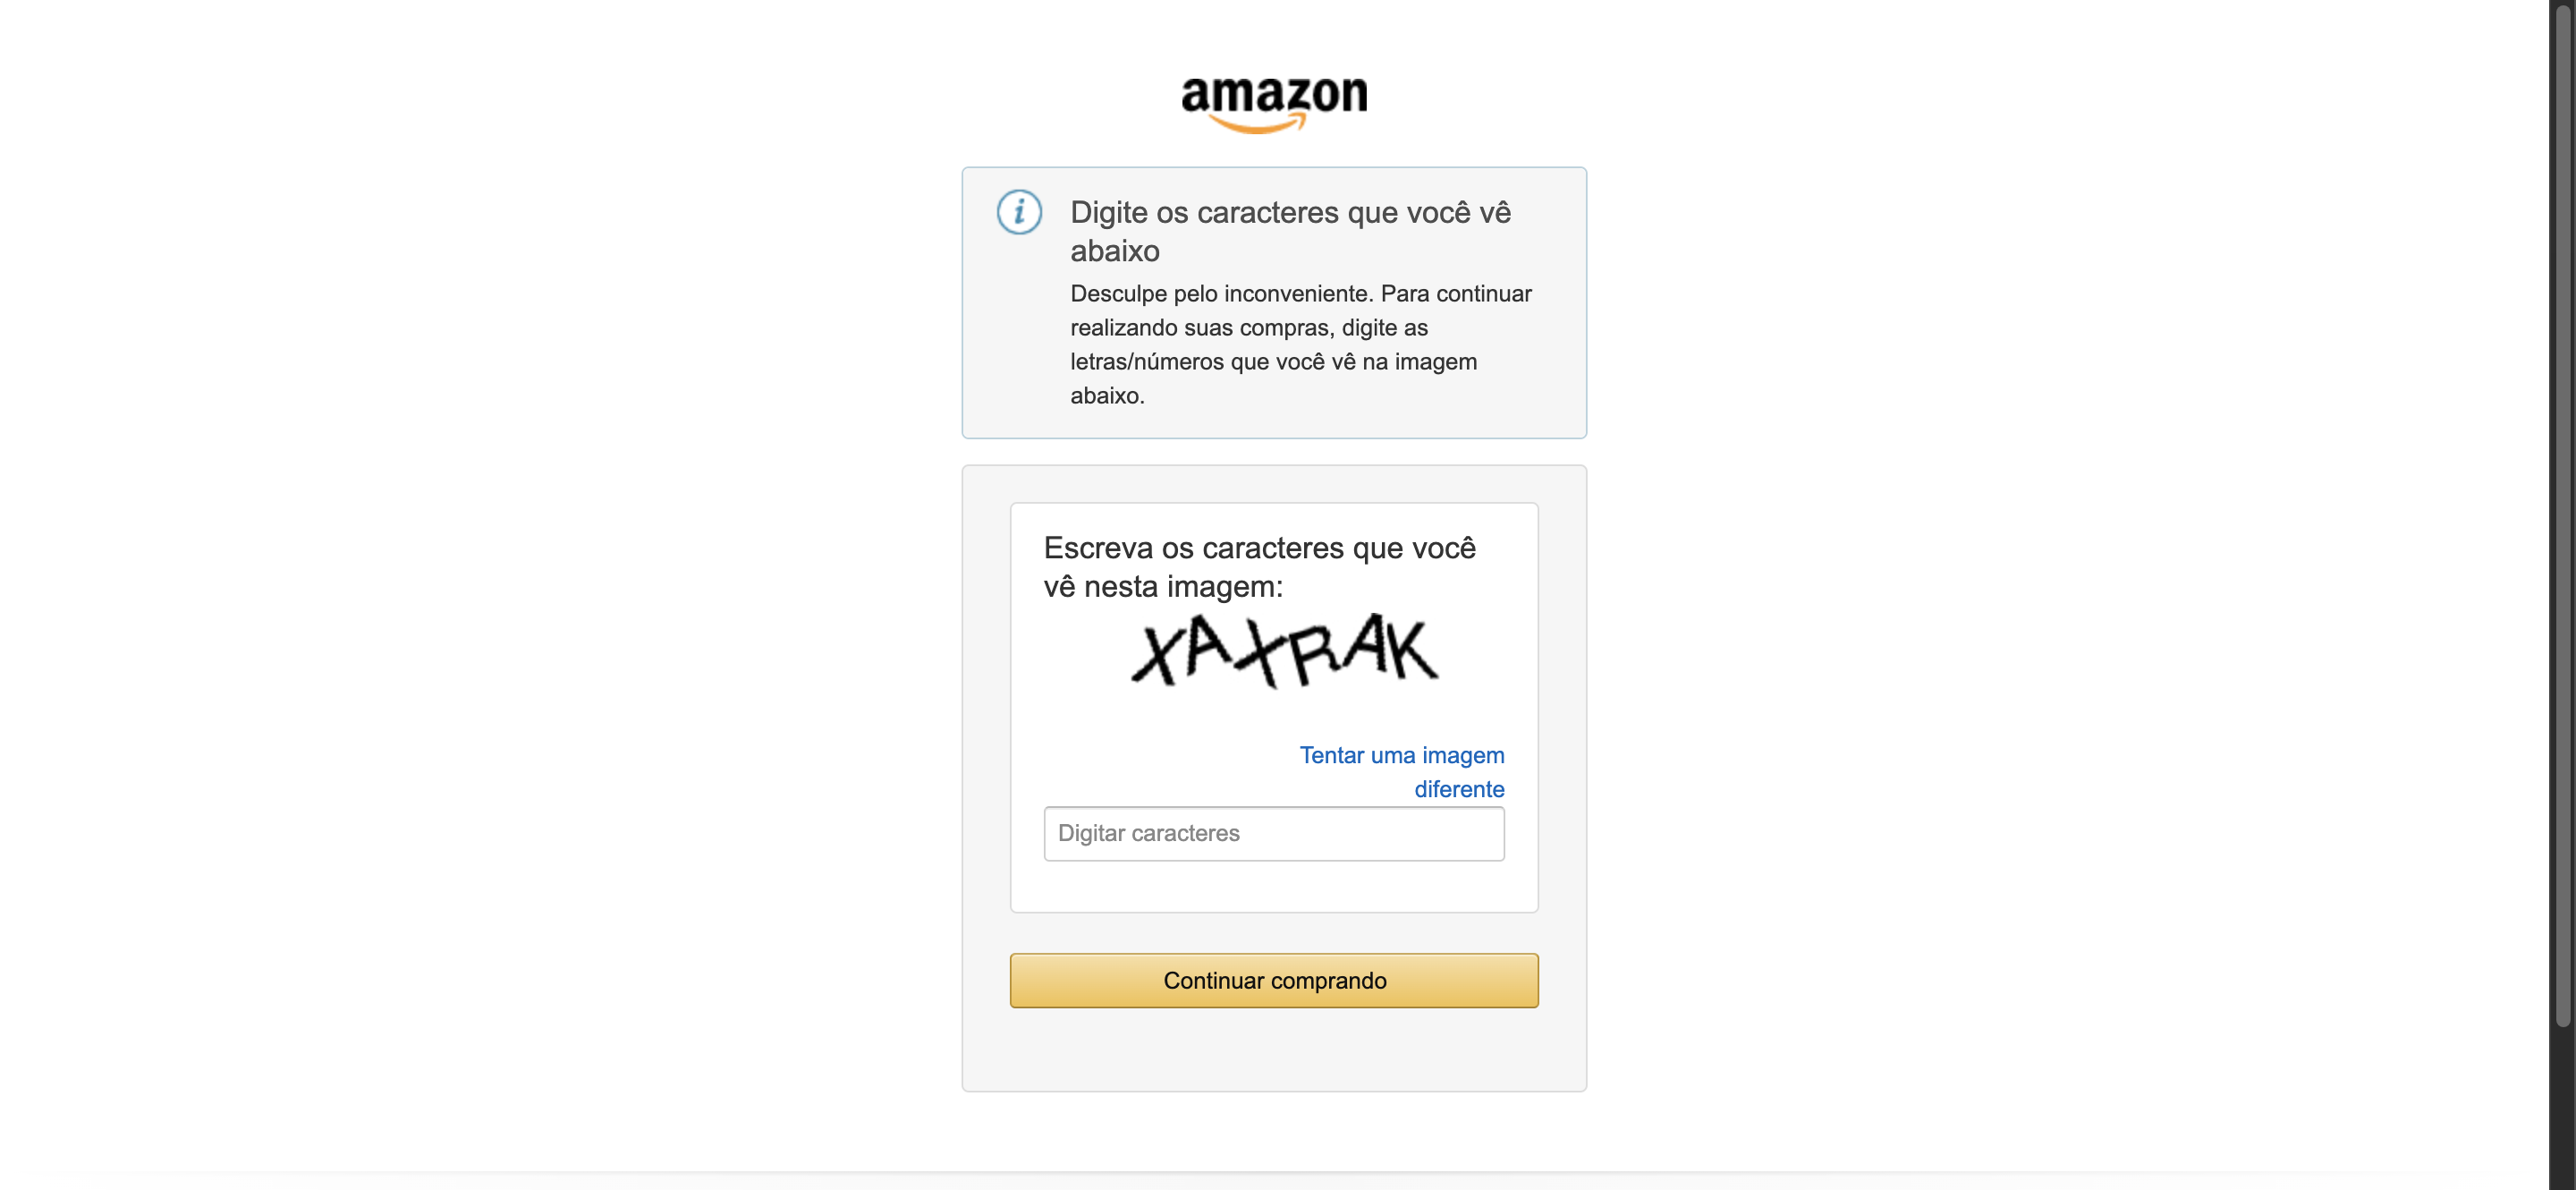 amazon
Digite os caracteres que você vê
abaixo
Desculpe pelo inconveniente. Para continuar
realizando suas compras, digite as
letras/números que você vê na imagem
abaixo.
Escreva os caracteres que você
vê nesta imagem:
XAXRAK
Tentar uma imagem
diferente
Digitar caracteres
Continuar comprando